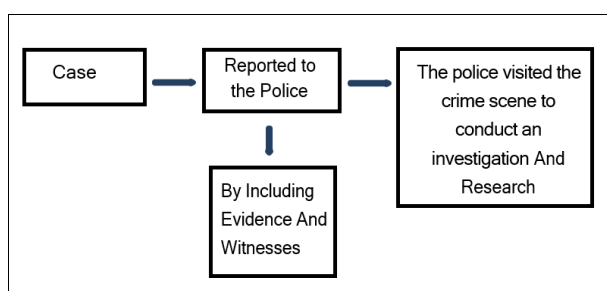 Case
Reported to
the Police
The police visited the
crime scene to
conduct an
investigation And
Research
By Including
Evidence And
Witnesses